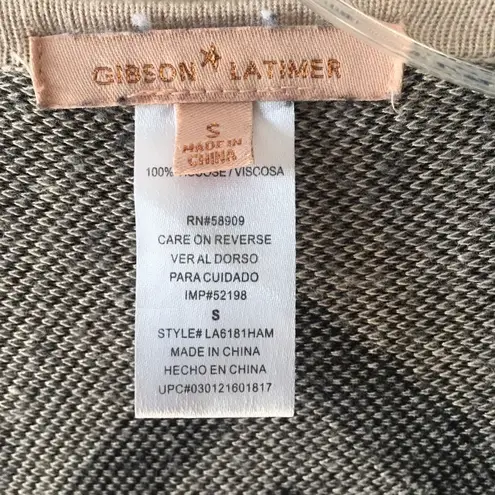 GIBSON LATIMER
S
MADE IN
CHINA
100% /VISCOSA
RN#58909
CARE ON REVERSE
VER AL DORSO
PARA CUIDADO
IMP#52198
S
STYLE# LA6181HAM
MADE IN CHINA
HECHO EN CHINA
UPC#030121601817